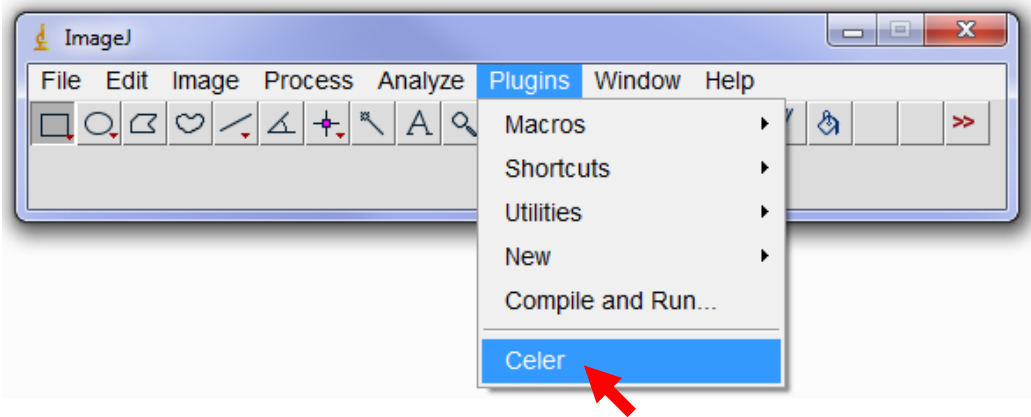 ImageJ
File Edit Image Process Analyze Plugins Window Help
A >>
Macros
Shortcuts
Utilities
New
Compile and Run...
Celer